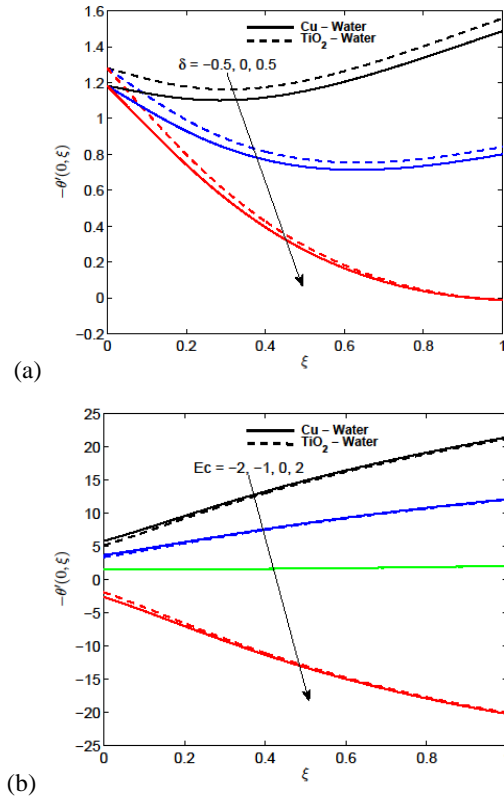 1.6
1.4
1.2
1
0.8
0.6
0.4
0.2
0
−0.2
−θ′(0,ξ)
Cu − Water
TiO₂ − Water
δ = −0.5, 0, 0.5
0 0.2 0.4 0.6 0.8 1
ξ
(a)
25
20
15
10
5
0
−5
−10
−15
−20
−25
−θ′(0,ξ)
Cu − Water
TiO₂ − Water
Ec = −2, −1, 0, 2
0 0.2 0.4 0.6 0.8
ξ
(b)